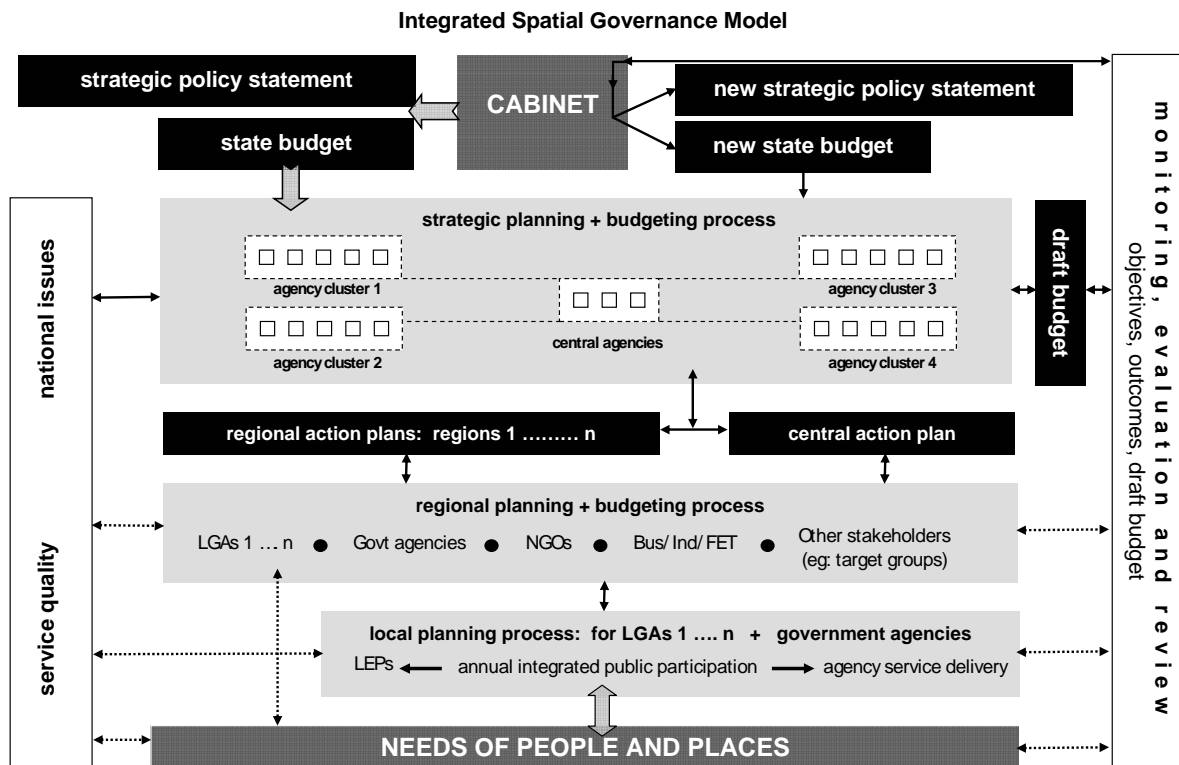 Integrated Spatial Governance Model
strategic policy statement
CABINET
new strategic policy statement
state budget
new state budget
strategic planning + budgeting process
agency cluster 1
agency cluster 3
central agencies
agency cluster 2
agency cluster 4
draft budget
national issues
service quality
monitoring, evaluation and review
objectives, outcomes, draft budget
regional action plans: regions 1 ……… n
central action plan
regional planning + budgeting process
LGAs 1 …. n ● Govt agencies ● NGOs ● Bus/ Ind/ FET ● Other stakeholders
(eg: target groups)
local planning process: for LGAs 1 …. n + government agencies
LEPs annual integrated public participation agency service delivery
NEEDS OF PEOPLE AND PLACES